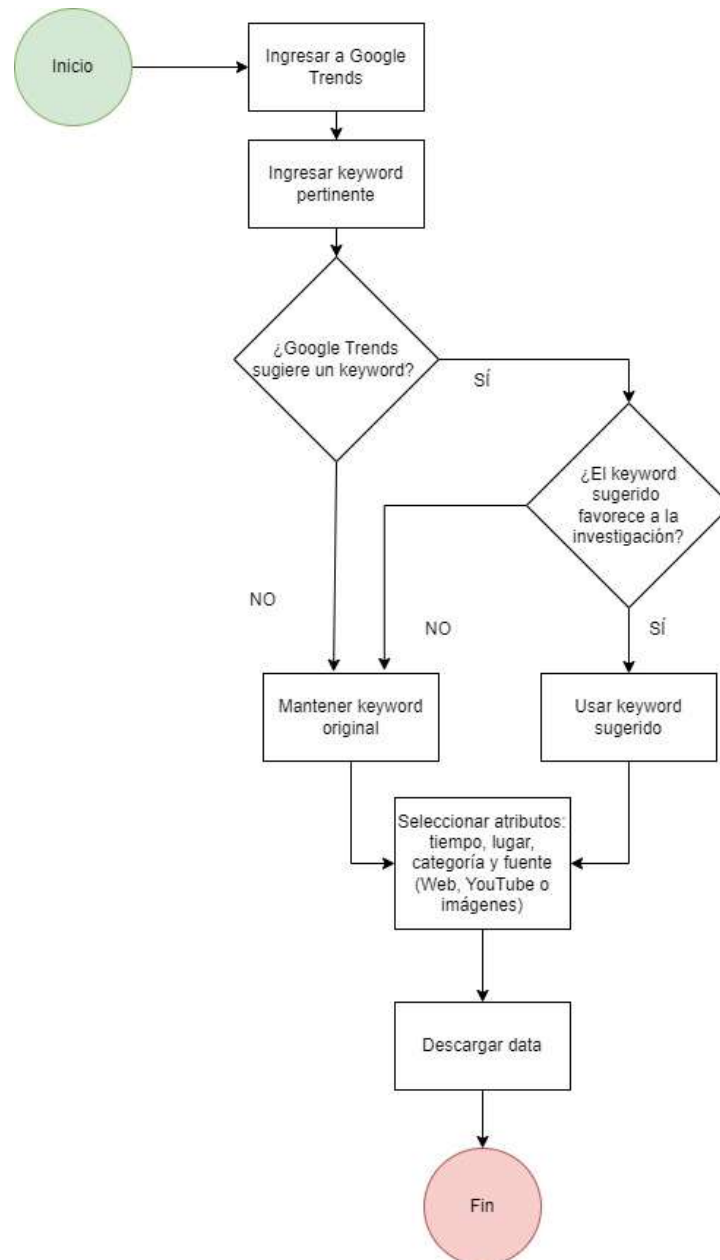 Inicio
Ingresar a Google
Trends
Ingresar keyword
pertinente
¿Google Trends
sugiere un keyword?
SÍ
¿El keyword
sugerido
favorece a la
investigación?
NO
NO
SÍ
Mantener keyword
original
Usar keyword
sugerido
Seleccionar atributos:
tiempo, lugar,
categoría y fuente
(Web, YouTube o
imágenes)
Descargar data
Fin